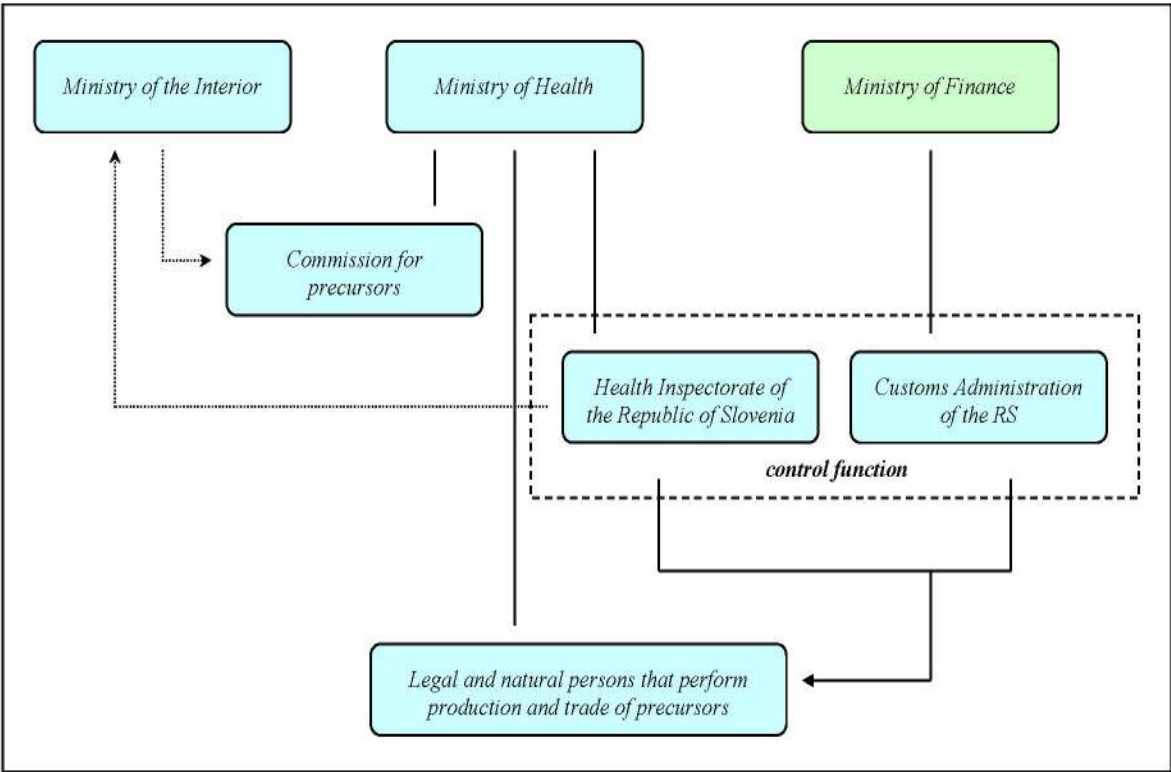 Ministry of the Interior
Ministry of Health
Ministry of Finance
Commission for
precursors
Health Inspectorate of
the Republic of Slovenia
Customs Administration
of the RS
control function
Legal and natural persons that perform
production and trade of precursors